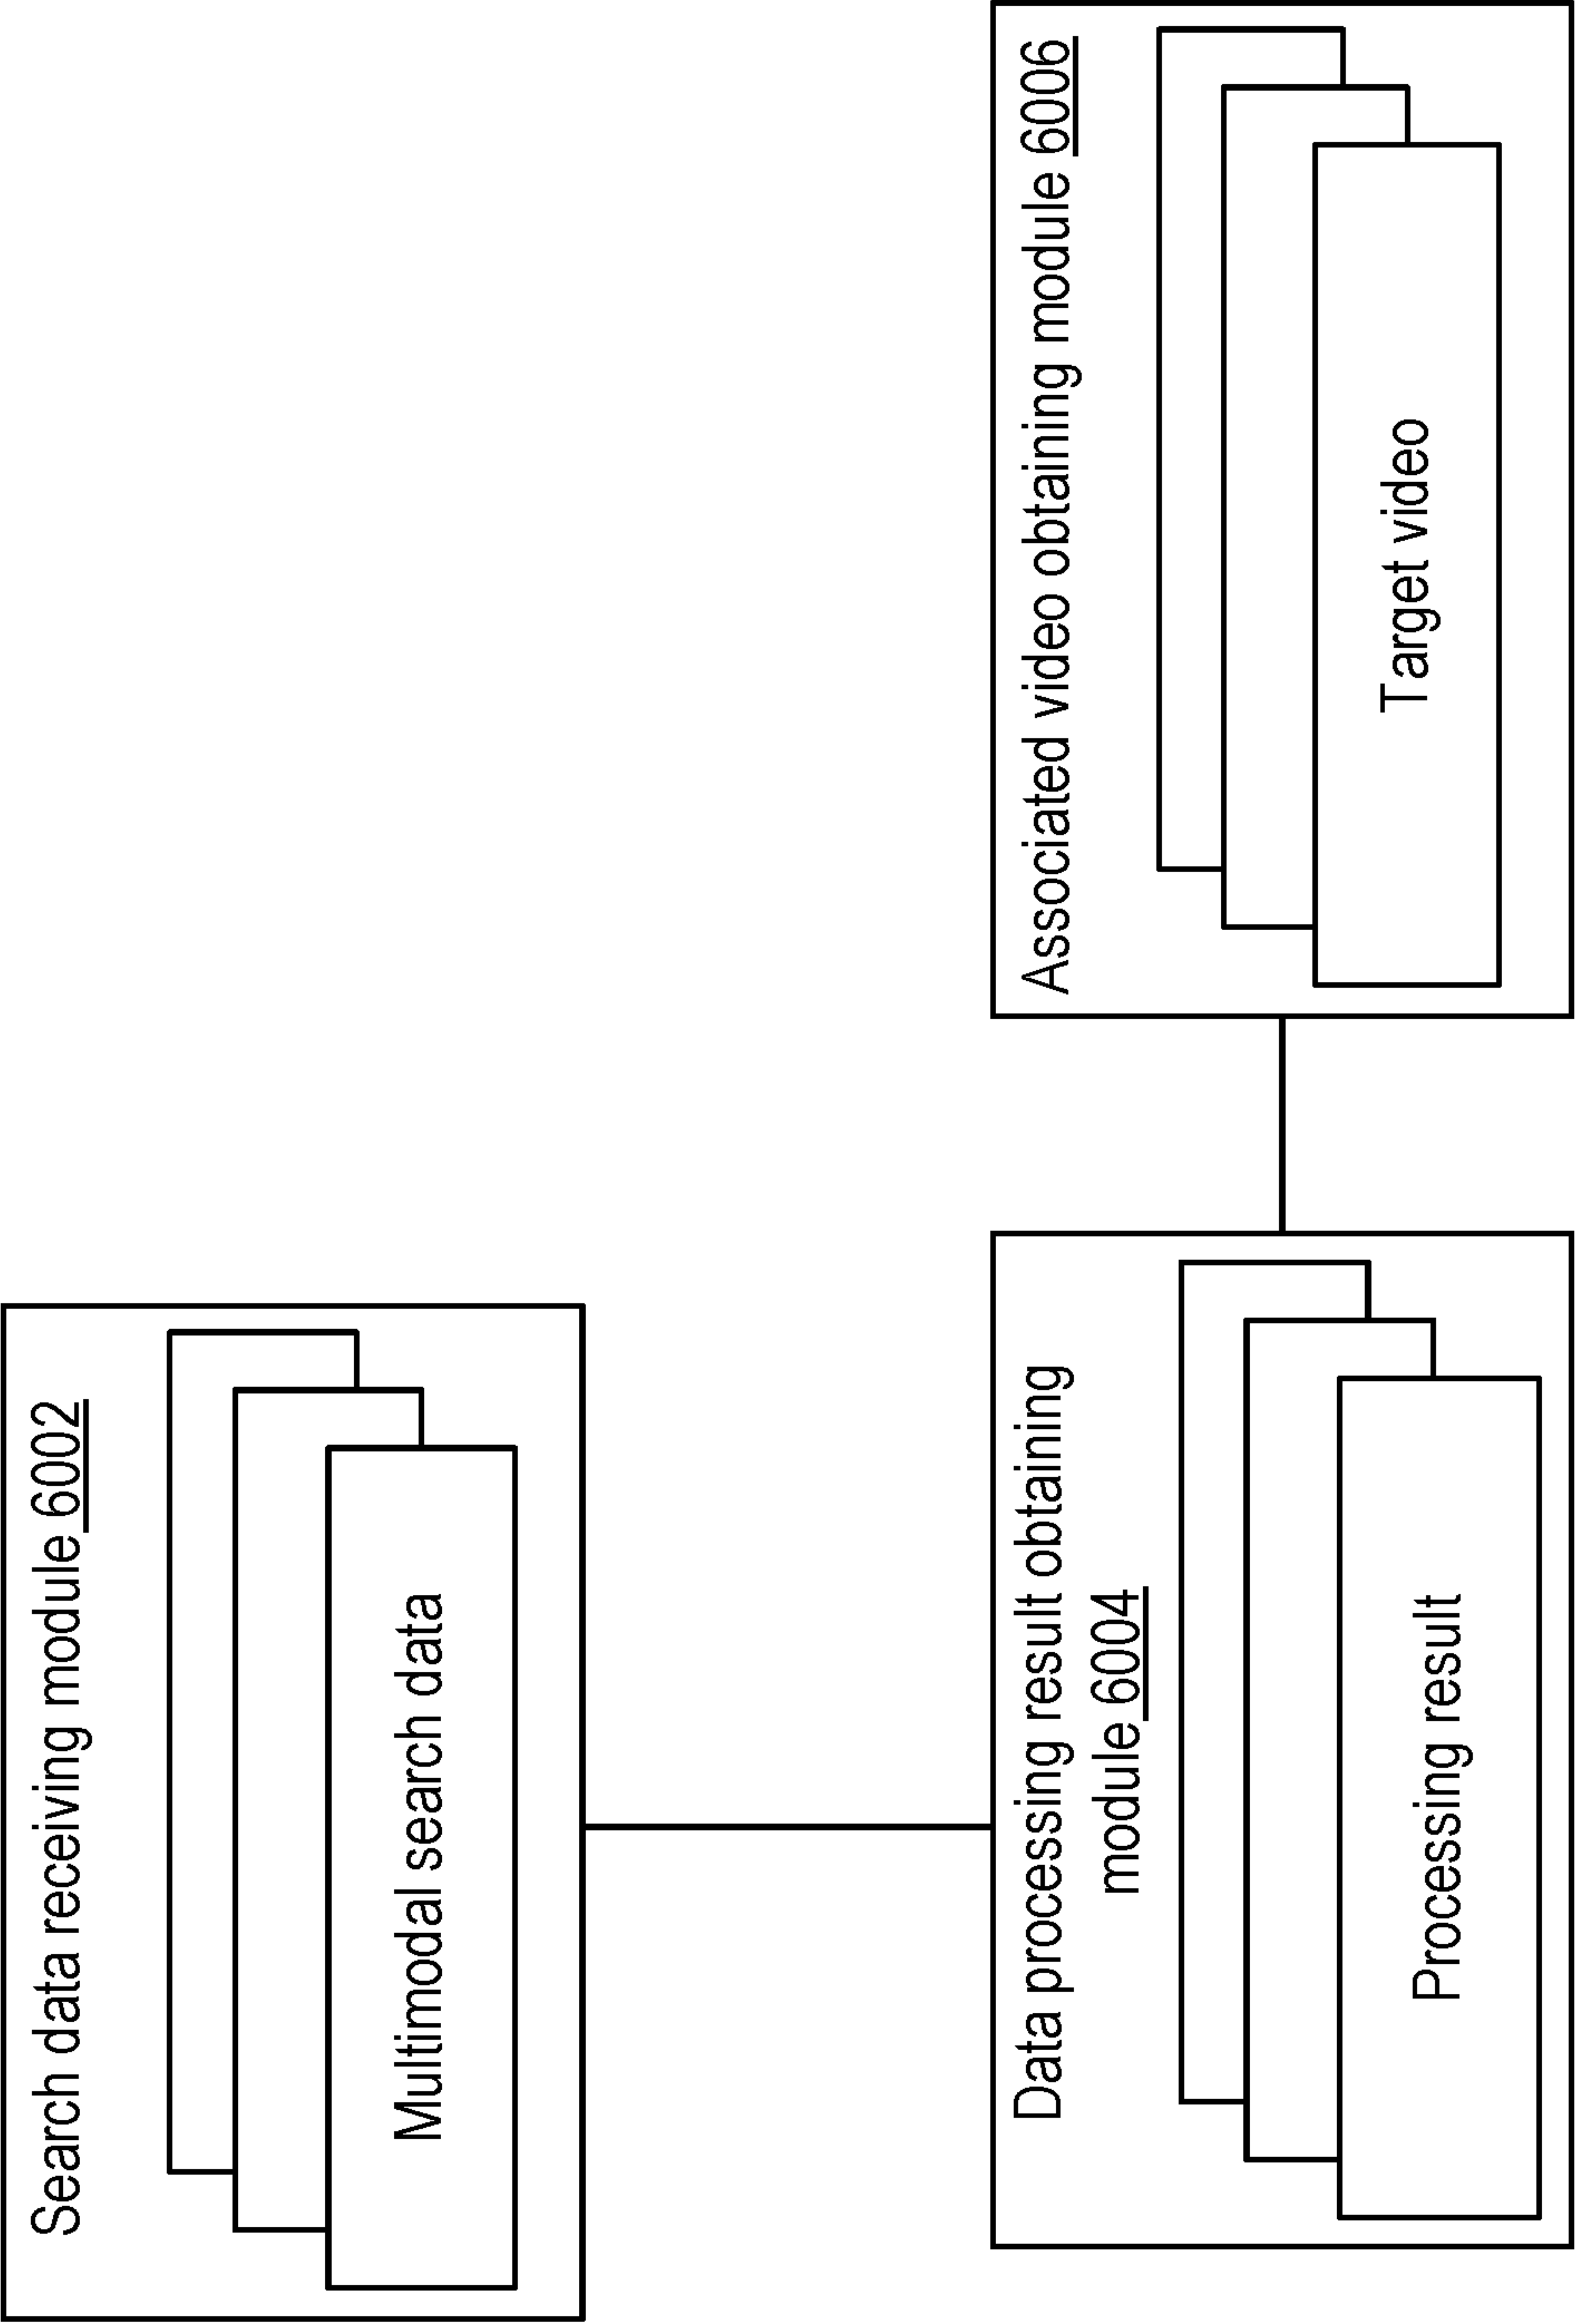 Search data receiving module 6002
Multimodal search data
Data processing result obtaining
module 6004
Processing result
Associated video obtaining module 6006
Target video